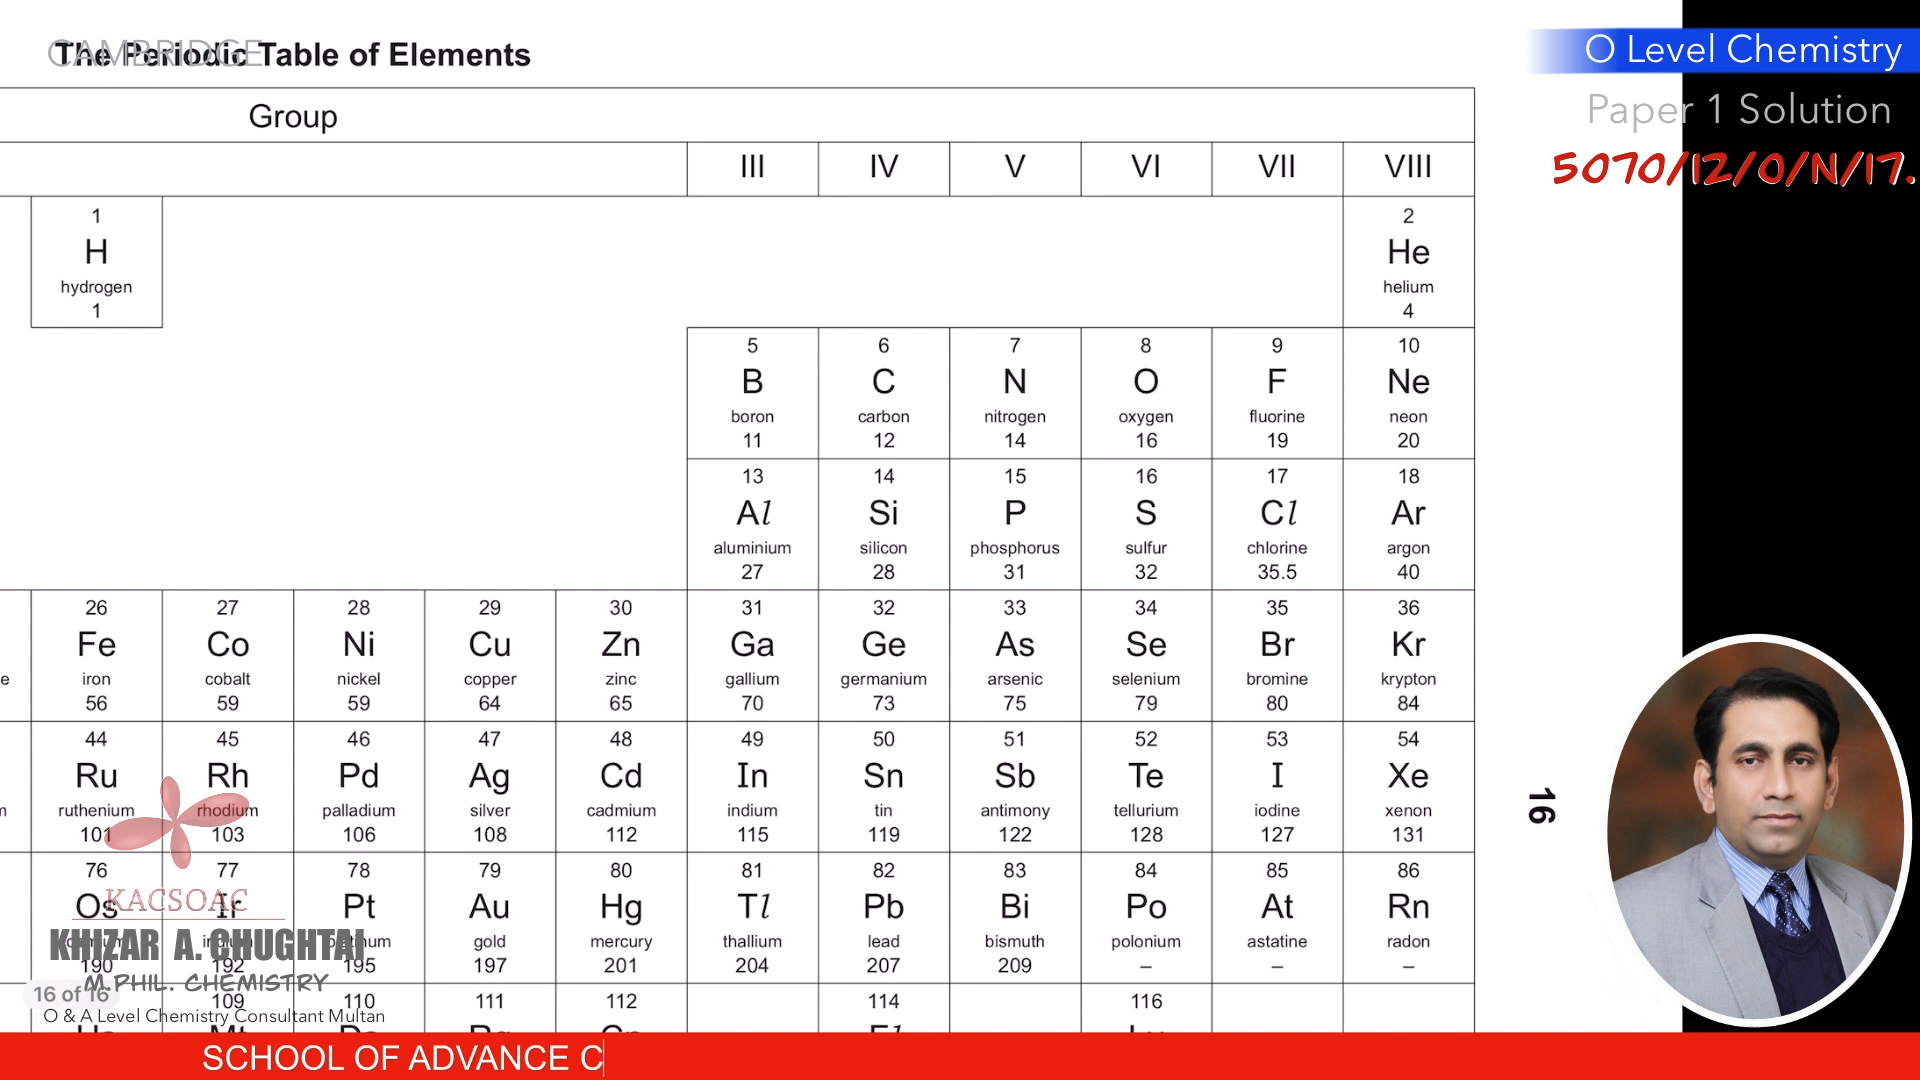 CAMBRIDGE
The Periodic Table of Elements
O Level Chemistry
Paper 1 Solution
5070/12/O/N/17.
Group
III IV V VI VII VIII
1 2
H He
hydrogen helium
1 4
5 6 7 8 9 10
B C N O F Ne
boron carbon nitrogen oxygen fluorine neon
11 12 14 16 19 20
13 14 15 16 17 18
Al Si P S Cl Ar
aluminium silicon phosphorus sulfur chlorine argon
27 28 31 32 35.5 40
26 27 28 29 30 31 32 33 34 35 36
Fe Co Ni Cu Zn Ga Ge As Se Br Kr
e iron cobalt nickel copper zinc gallium germanium arsenic selenium bromine krypton
56 59 59 64 65 70 73 75 79 80 84
44 45 46 47 48 49 50 51 52 53 54
Ru Rh Pd Ag Cd In Sn Sb Te I Xe
ruthenium rhodium palladium silver cadmium indium tin antimony tellurium iodine xenon
101 103 106 108 112 115 119 122 128 127 131
16
76 77 78 79 80 81 82 83 84 85 86
Os Ir Pt Au Hg Tl Pb Bi Po At Rn
gold mercury thallium lead bismuth polonium astatine radon
190 192 195 197 201 204 207 209 – – –
109 110 111 112 114 116
KACSOAC
KHIZAR A. CHUGHTAI
M.PHIL. CHEMISTRY
16 of 16
O & A Level Chemistry Consultant Multan
SCHOOL OF ADVANCE C